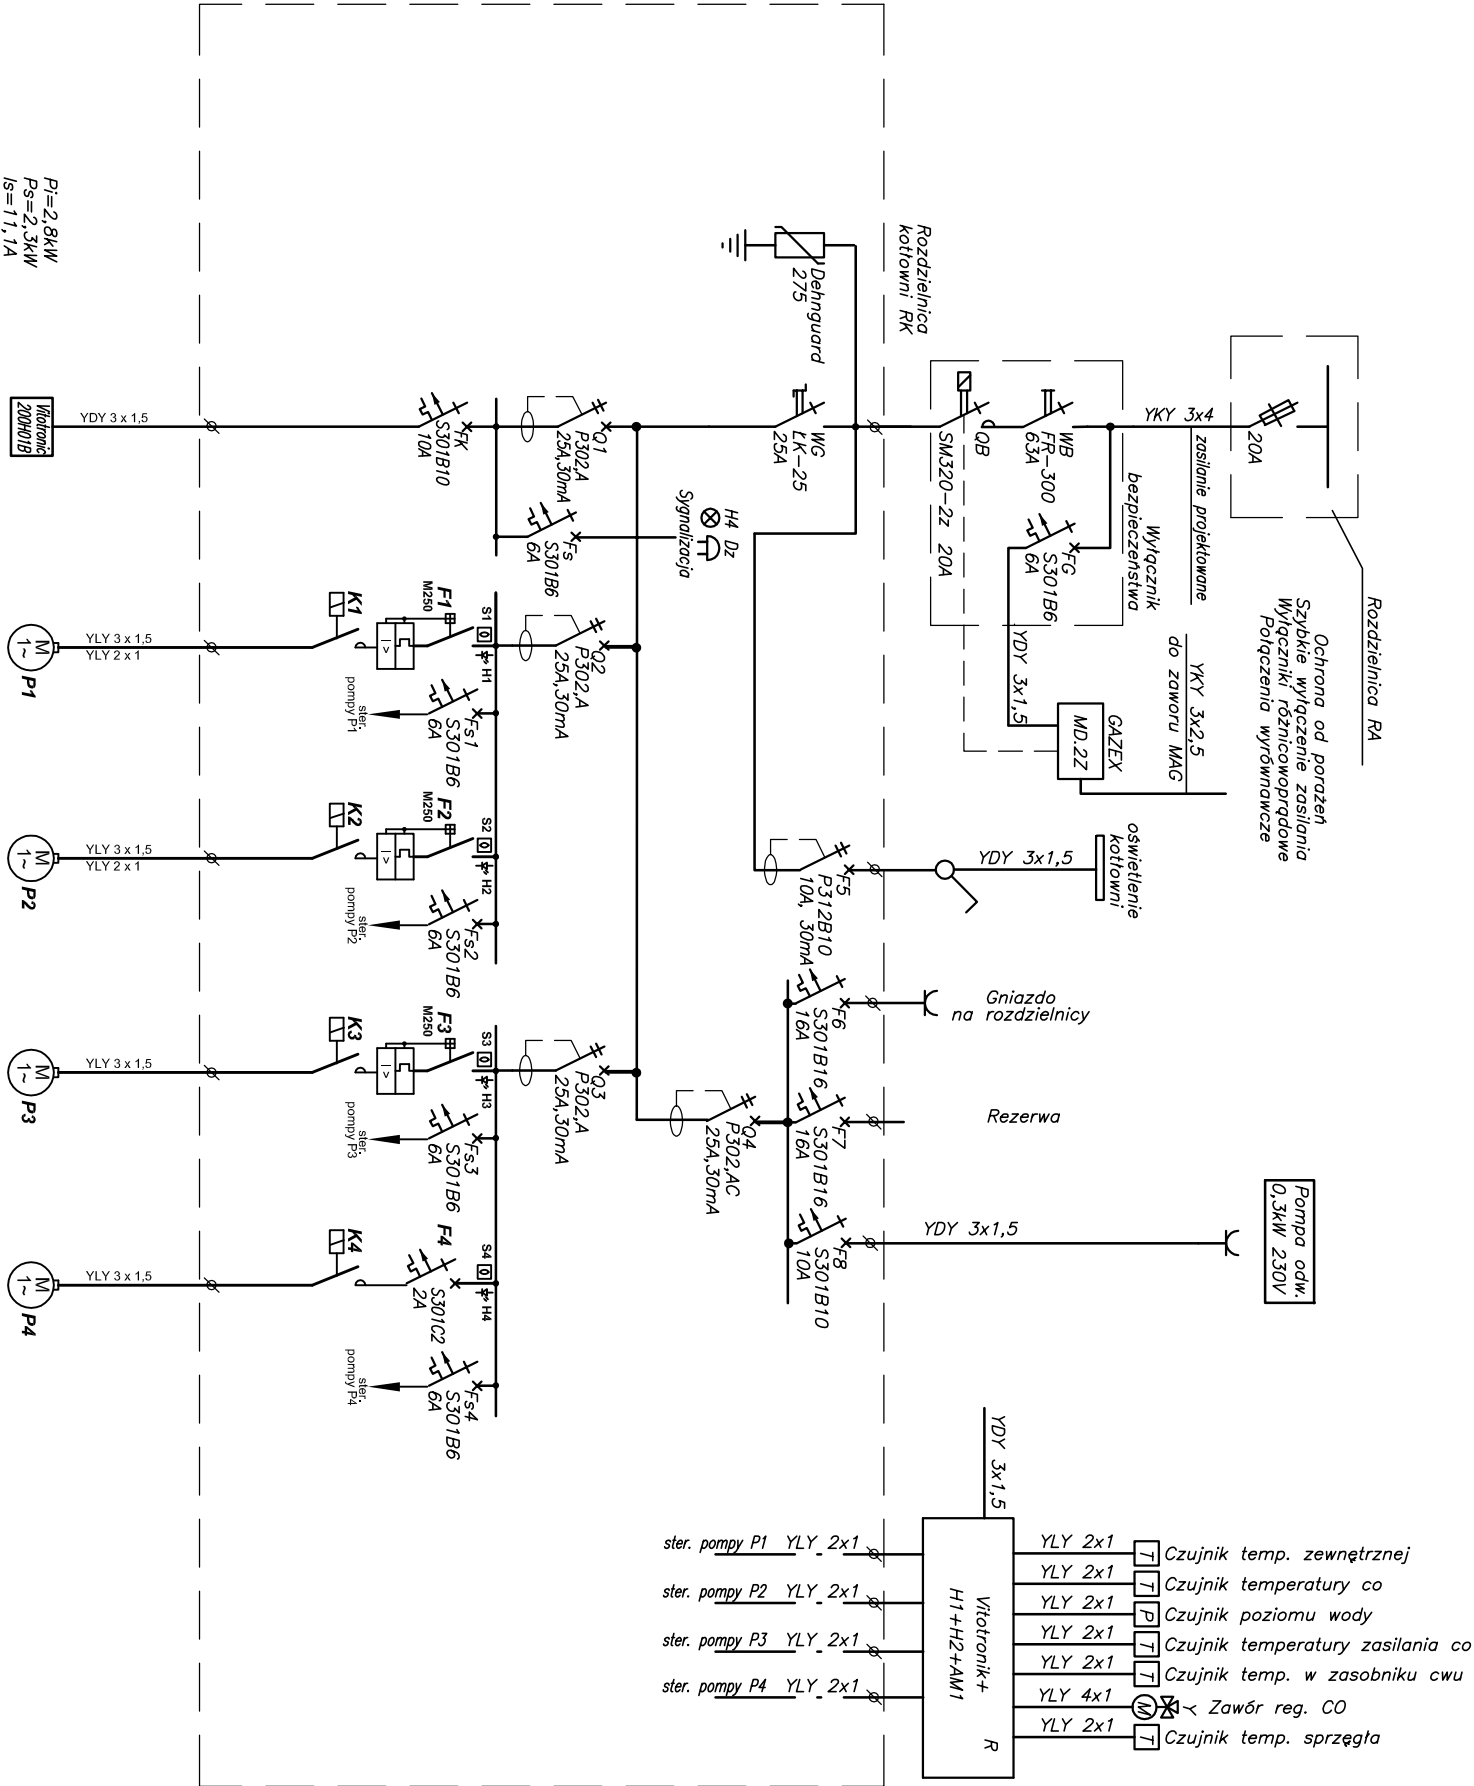 Rozdzielnica RA
Ochrona od porażeń
Szybkie wyłączenie zasilania
Wyłączniki różnicowoprądowe
Połączenia wyrównawcze
20A
YKY 3x4
zasilanie projektowane
YKY 3x2,5
do zaworu MAG
Wyłącznik
bezpieczeństwa
WB
FR-300
63A
QB
SM320-2z 20A
FG
S301B6
6A
YDY 3x1,5
GAZEX
MD.2Z
Rozdzielnica
kotłowni RK
Dehnguard
275
WG
ŁK-25
25A
oświetlenie
kotłowni
YDY 3x1,5
F5
P312B10
10A, 30mA
Gniazdo
na rozdzielnicy
F6
S301B16
16A
Rezerwa
F7
S301B16
16A
Pompa odw.
0,3kW 230V
YDY 3x1,5
F8
S301B10
10A
Q4
P302,AC
25A,30mA
H4 Dz
Sygnalizacja
Q1
P302,A
25A,30mA
Fs
S301B6
6A
FK
S301B10
10A
YDY 3 x 1,5
Vitotronic
200H01B
Pi=2,8kW
Ps=2,3kW
Is=11,1A
Q2
P302,A
25A,30mA
S1
H1
F1
M250
I>
K1
Fs1
S301B6
6A
ster.
pompy P1
YLY 3 x 1,5
YLY 2 x 1
M
1~
P1
S2
H2
F2
M250
I>
K2
Fs2
S301B6
6A
ster.
pompy P2
YLY 3 x 1,5
YLY 2 x 1
M
1~
P2
Q3
P302,A
25A,30mA
S3
H3
F3
M250
I>
K3
Fs3
S301B6
6A
ster.
pompy P3
YLY 3 x 1,5
M
1~
P3
S4
H4
F4
S301C2
2A
K4
Fs4
S301B6
6A
ster.
pompy P4
YLY 3 x 1,5
M
1~
P4
YDY 3x1,5
Vitotronik+
H1+H2+AM1
R
ster. pompy P1 YLY 2x1
ster. pompy P2 YLY 2x1
ster. pompy P3 YLY 2x1
ster. pompy P4 YLY 2x1
YLY 2x1 T Czujnik temp. zewnętrznej
YLY 2x1 T Czujnik temperatury co
YLY 2x1 P Czujnik poziomu wody
YLY 2x1 T Czujnik temperatury zasilania co
YLY 2x1 T Czujnik temp. w zasobniku cwu
YLY 4x1 M Y Zawór reg. CO
YLY 2x1 T Czujnik temp. sprzęgła